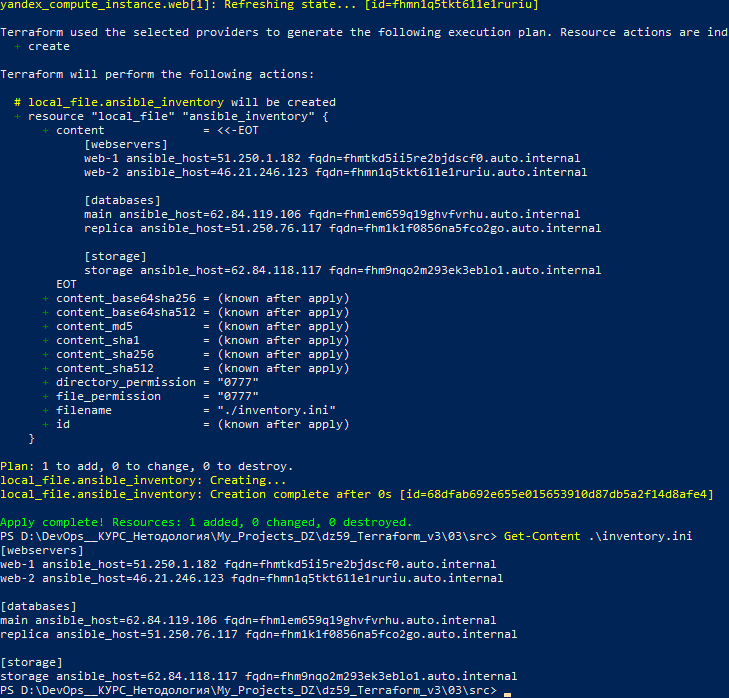 yandex_compute_instance.web[1]: Refreshing state... [id=fhmn1q5tkt611e1ruriu]
Terraform used the selected providers to generate the following execution plan. Resource actions are ind
+ create
Terraform will perform the following actions:
# local_file.ansible_inventory will be created
+ resource "local_file" "ansible_inventory" {
+ content = <<-EOT
[webservers]
web-1 ansible_host=51.250.1.182 fqdn=fhmtkd5ii5re2bjdscf0.auto.internal
web-2 ansible_host=46.21.246.123 fqdn=fhmn1q5tkt611e1ruriu.auto.internal
[databases]
main ansible_host=62.84.119.106 fqdn=fhmlem659q19ghvfvrhu.auto.internal
replica ansible_host=51.250.76.117 fqdn=fhm1k1f0856na5fco2go.auto.internal
[storage]
storage ansible_host=62.84.118.117 fqdn=fhm9nqo2m293ek3eblo1.auto.internal
EOT
+ content_base64sha256 = (known after apply)
+ content_base64sha512 = (known after apply)
+ content_md5 = (known after apply)
+ content_sha1 = (known after apply)
+ content_sha256 = (known after apply)
+ content_sha512 = (known after apply)
+ directory_permission = "0777"
+ file_permission = "0777"
+ filename = "./inventory.ini"
+ id = (known after apply)
}
Plan: 1 to add, 0 to change, 0 to destroy.
local_file.ansible_inventory: Creating...
local_file.ansible_inventory: Creation complete after 0s [id=68dfab692e655e015653910d87db5a2f14d8afe4]
Apply complete! Resources: 1 added, 0 changed, 0 destroyed.
PS D:\DevOps__КУРС_Нетодология\My_Projects_DZ\dz59_Terraform_v3\03\src> Get-Content .\inventory.ini
[webservers]
web-1 ansible_host=51.250.1.182 fqdn=fhmtkd5ii5re2bjdscf0.auto.internal
web-2 ansible_host=46.21.246.123 fqdn=fhmn1q5tkt611e1ruriu.auto.internal
[databases]
main ansible_host=62.84.119.106 fqdn=fhmlem659q19ghvfvrhu.auto.internal
replica ansible_host=51.250.76.117 fqdn=fhm1k1f0856na5fco2go.auto.internal
[storage]
storage ansible_host=62.84.118.117 fqdn=fhm9nqo2m293ek3eblo1.auto.internal
PS D:\DevOps__КУРС_Нетодология\My_Projects_DZ\dz59_Terraform_v3\03\src>